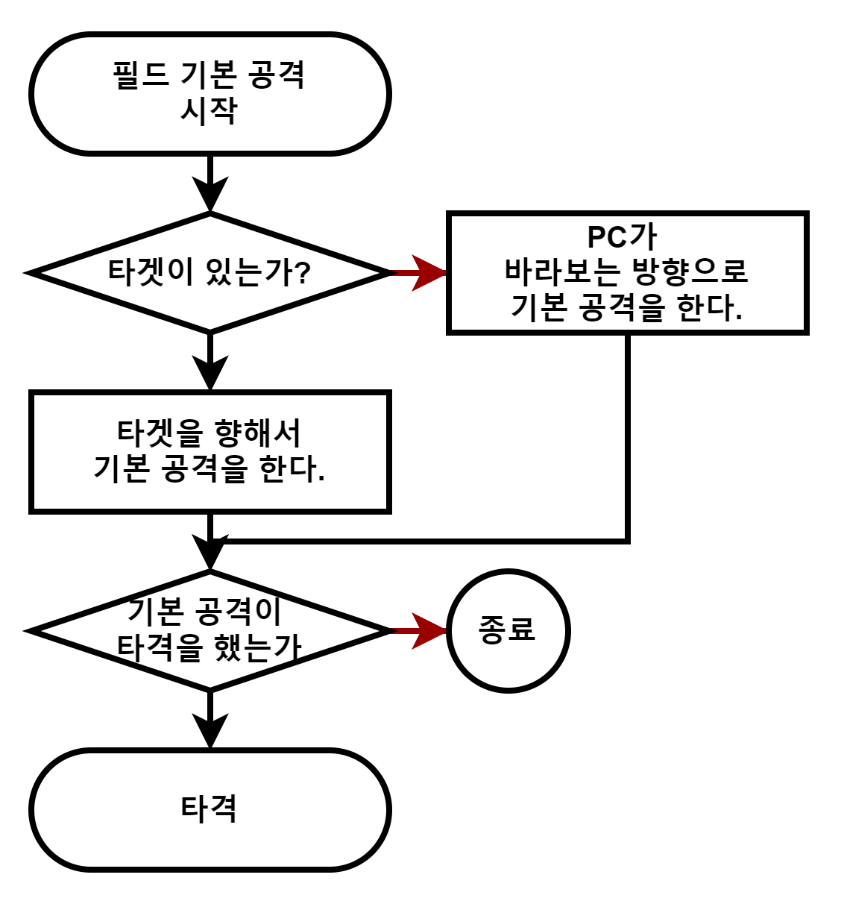 필드 기본 공격
시작
타겟이 있는가?
PC가
바라보는 방향으로
기본 공격을 한다.
타겟을 향해서
기본 공격을 한다.
기본 공격이
타격을 했는가
종료
타격